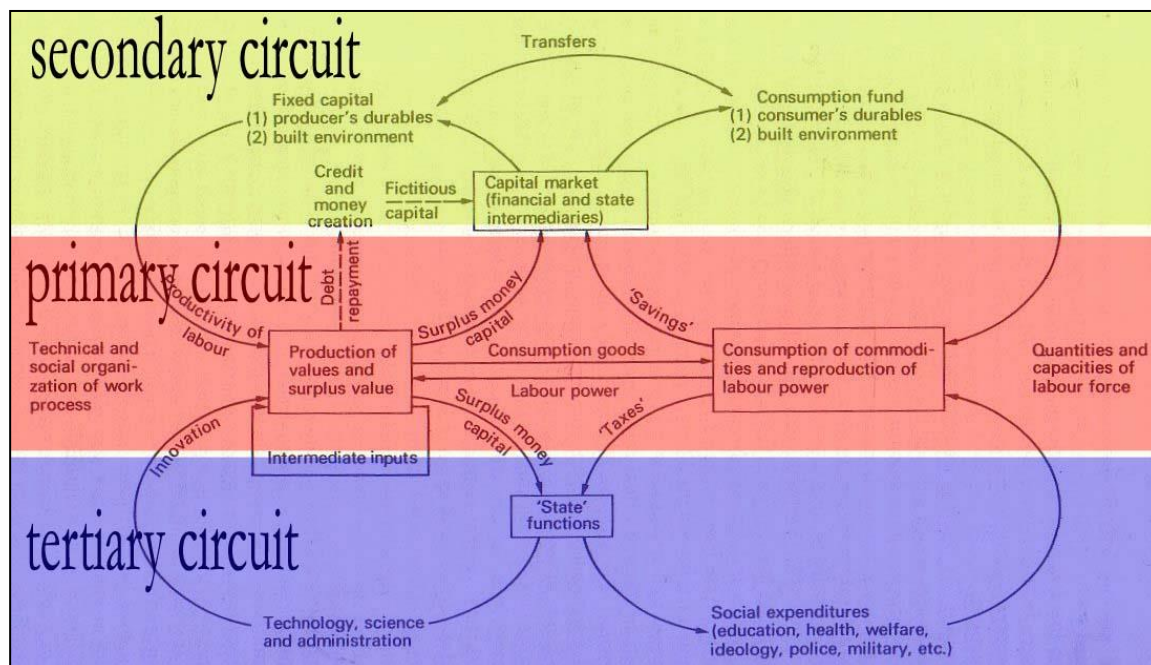 secondary circuit
Transfers
Fixed capital
(1) producer's durables
(2) built environment
Consumption fund
(1) consumer's durables
(2) built environment
Credit
and
money
creation
Fictitious
capital
Capital market
(financial and state
intermediaries)
primary circuit
Productivity of
labour
Debt
repayment
Surplus money
capital
'Savings'
Technical and
social organi-
zation of work
process
Production of
values and
surplus value
Consumption goods
Labour power
Consumption of commodi-
ties and reproduction of
labour power
Quantities and
capacities of
labour force
Innovation
Intermediate inputs
Surplus money
capital
'Taxes'
tertiary circuit
'State'
functions
Technology, science
and administration
Social expenditures
(education, health, welfare,
ideology, police, military, etc.)